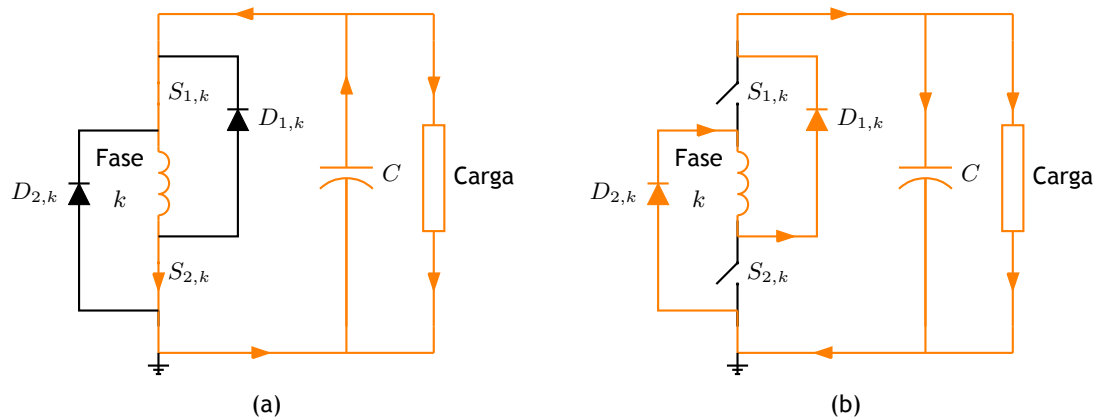 S1,k
D1,k
Fase
k
D2,k
S2,k
C
Carga
(a)
S1,k
D1,k
Fase
k
D2,k
S2,k
C
Carga
(b)